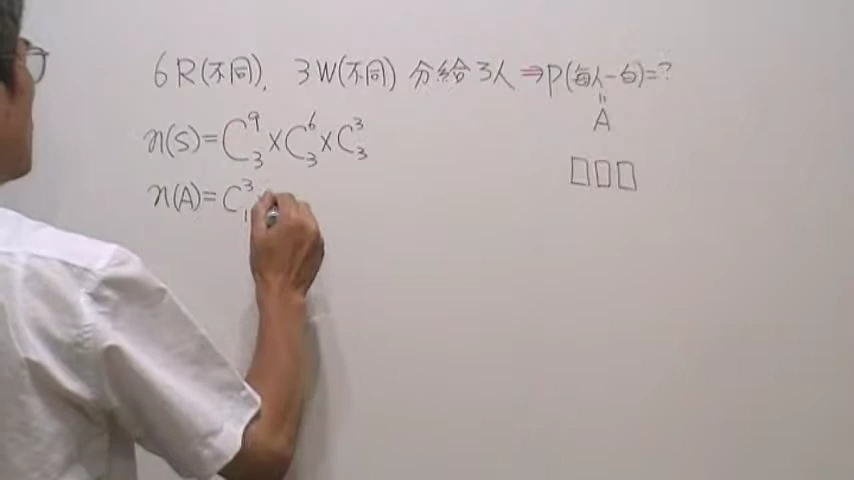 6R(不同), 3W(不同) 分給3人 ⇒ P(每人一白)=?
=
A
n(S)=C⁹₃×C⁶₃×C³₃
n(A)=C³₁